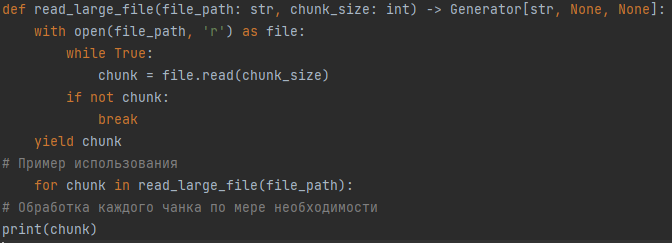 def read_large_file(file_path: str, chunk_size: int) -> Generator[str, None, None]:
    with open(file_path, 'r') as file:
        while True:
            chunk = file.read(chunk_size)
        if not chunk:
            break
    yield chunk
# Пример использования
    for chunk in read_large_file(file_path):
# Обработка каждого чанка по мере необходимости
print(chunk)